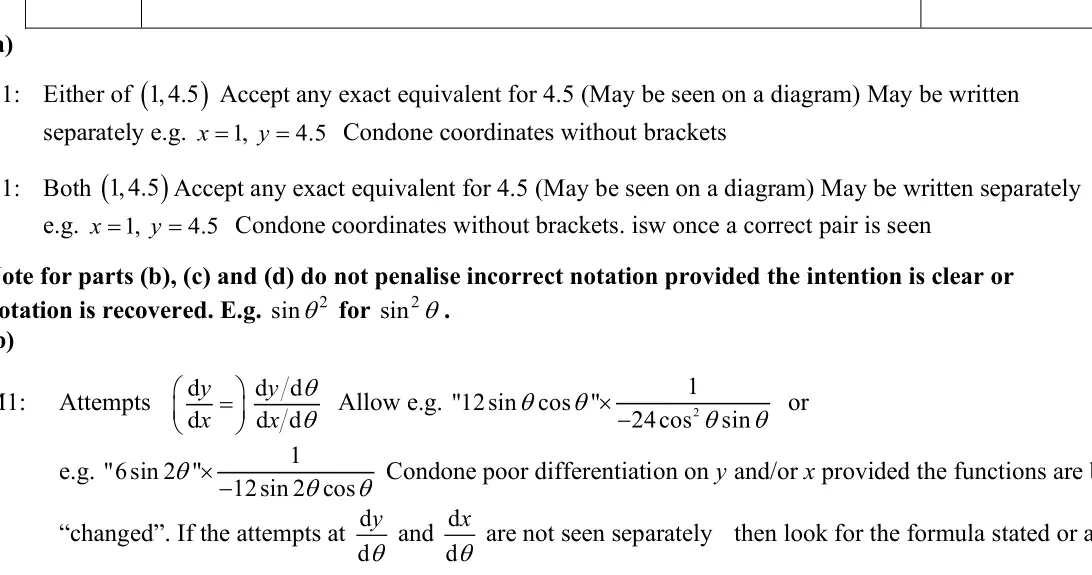 a)
1: Either of (1, 4.5) Accept any exact equivalent for 4.5 (May be seen on a diagram) May be written
separately e.g. x = 1, y = 4.5 Condone coordinates without brackets
1: Both (1, 4.5) Accept any exact equivalent for 4.5 (May be seen on a diagram) May be written separately
e.g. x = 1, y = 4.5 Condone coordinates without brackets. isw once a correct pair is seen
ote for parts (b), (c) and (d) do not penalise incorrect notation provided the intention is clear or
otation is recovered. E.g. sin θ² for sin² θ.
b)
M1: Attempts (dy/dx =) (dy/dθ)/(dx/dθ) Allow e.g. "12 sin θ cos θ" × 1/(−24 cos² θ sin θ) or
e.g. "6 sin 2θ" × 1/(−12 sin 2θ cos θ) Condone poor differentiation on y and/or x provided the functions are
"changed". If the attempts at dy/dθ and dx/dθ are not seen separately then look for the formula stated or a